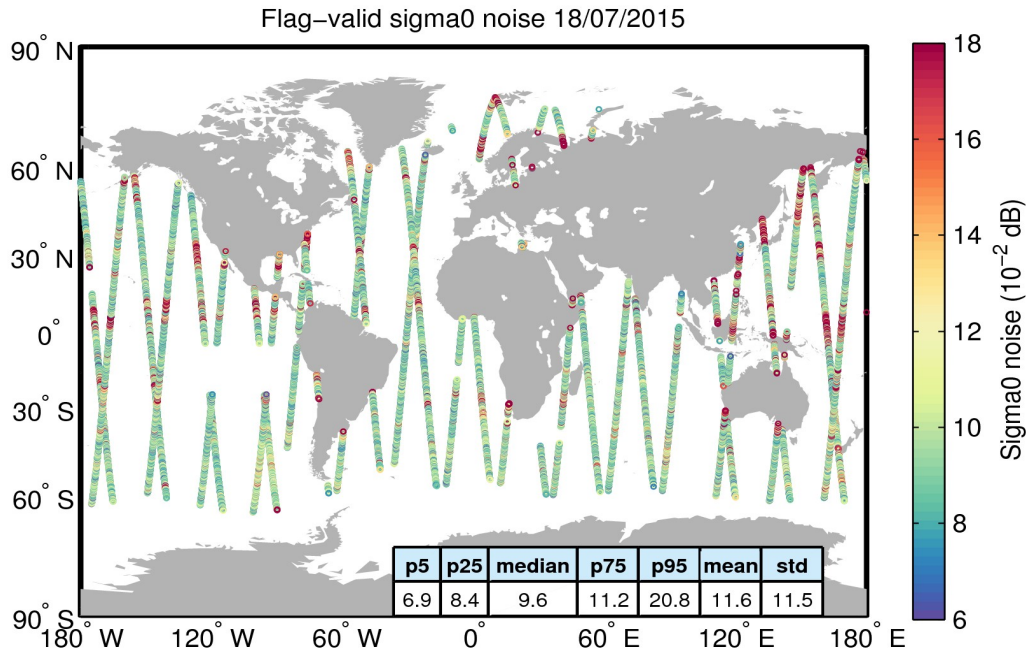 Flag−valid sigma0 noise 18/07/2015
90° N
60° N
30° N
0°
30° S
60° S
90° S
180° W
120° W
60° W
0°
60° E
120° E
180° E
p5 p25 median p75 p95 mean std
6.9 8.4 9.6 11.2 20.8 11.6 11.5
18
16
14
12
10
8
6
Sigma0 noise (10⁻² dB)